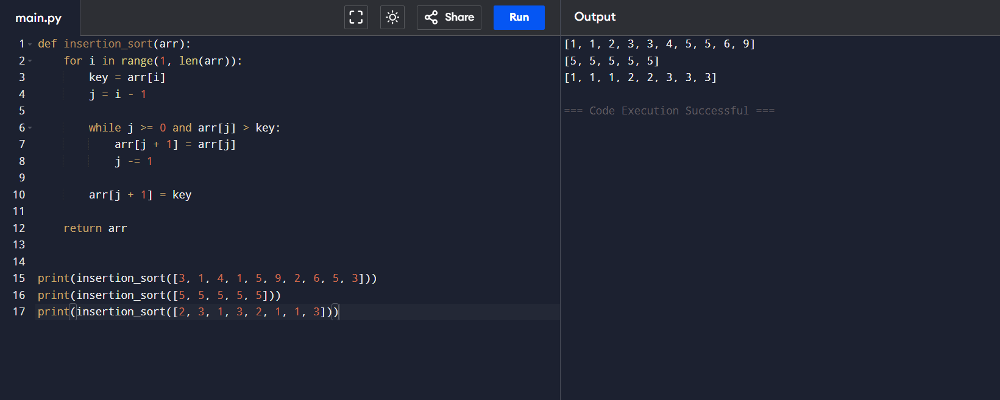 main.py
Share
Run
Output
1 def insertion_sort(arr):
2     for i in range(1, len(arr)):
3         key = arr[i]
4         j = i - 1
5
6         while j >= 0 and arr[j] > key:
7             arr[j + 1] = arr[j]
8             j -= 1
9
10         arr[j + 1] = key
11
12     return arr
13
14
15 print(insertion_sort([3, 1, 4, 1, 5, 9, 2, 6, 5, 3]))
16 print(insertion_sort([5, 5, 5, 5, 5]))
17 print(insertion_sort([2, 3, 1, 3, 2, 1, 1, 3]))
[1, 1, 2, 3, 3, 4, 5, 5, 6, 9]
[5, 5, 5, 5, 5]
[1, 1, 1, 2, 2, 3, 3, 3]
=== Code Execution Successful ===